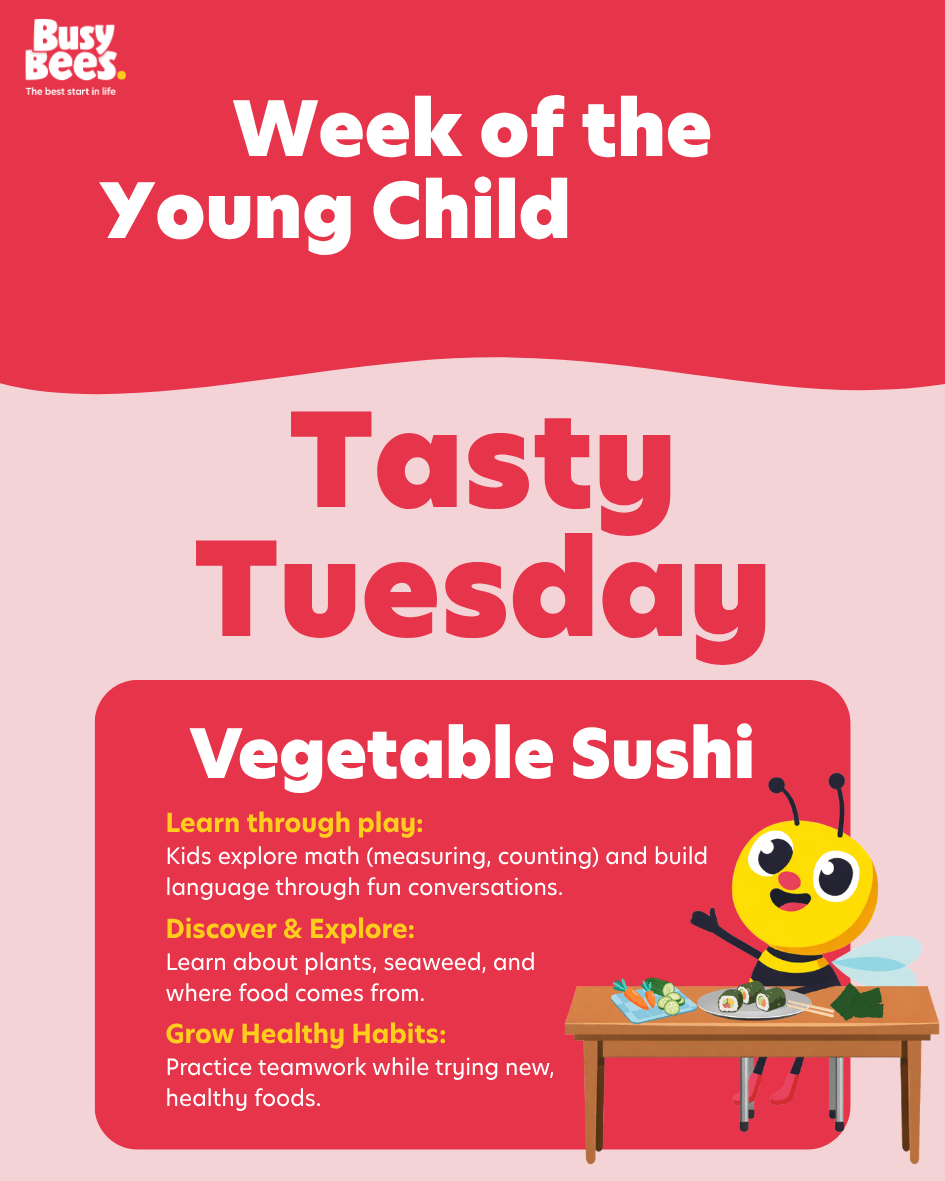 Busy
Bees.
The best start in life
Week of the
Young Child
Tasty
Tuesday
Vegetable Sushi
Learn through play:
Kids explore math (measuring, counting) and build
language through fun conversations.
Discover & Explore:
Learn about plants, seaweed, and
where food comes from.
Grow Healthy Habits:
Practice teamwork while trying new,
healthy foods.